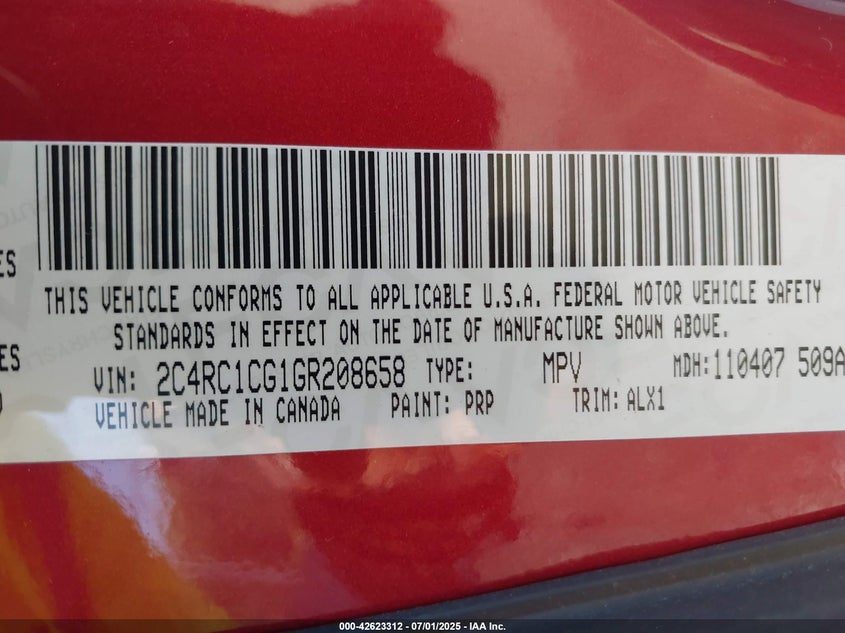 ES
THIS VEHICLE CONFORMS TO ALL APPLICABLE U.S.A. FEDERAL MOTOR VEHICLE SAFETY
STANDARDS IN EFFECT ON THE DATE OF MANUFACTURE SHOWN ABOVE.
ES
VIN: 2C4RC1CG1GR208658 TYPE: MPV MDH:110407 509A
VEHICLE MADE IN CANADA PAINT: PRP TRIM: ALX1
000-42623312 - 07/01/2025 - IAA Inc.